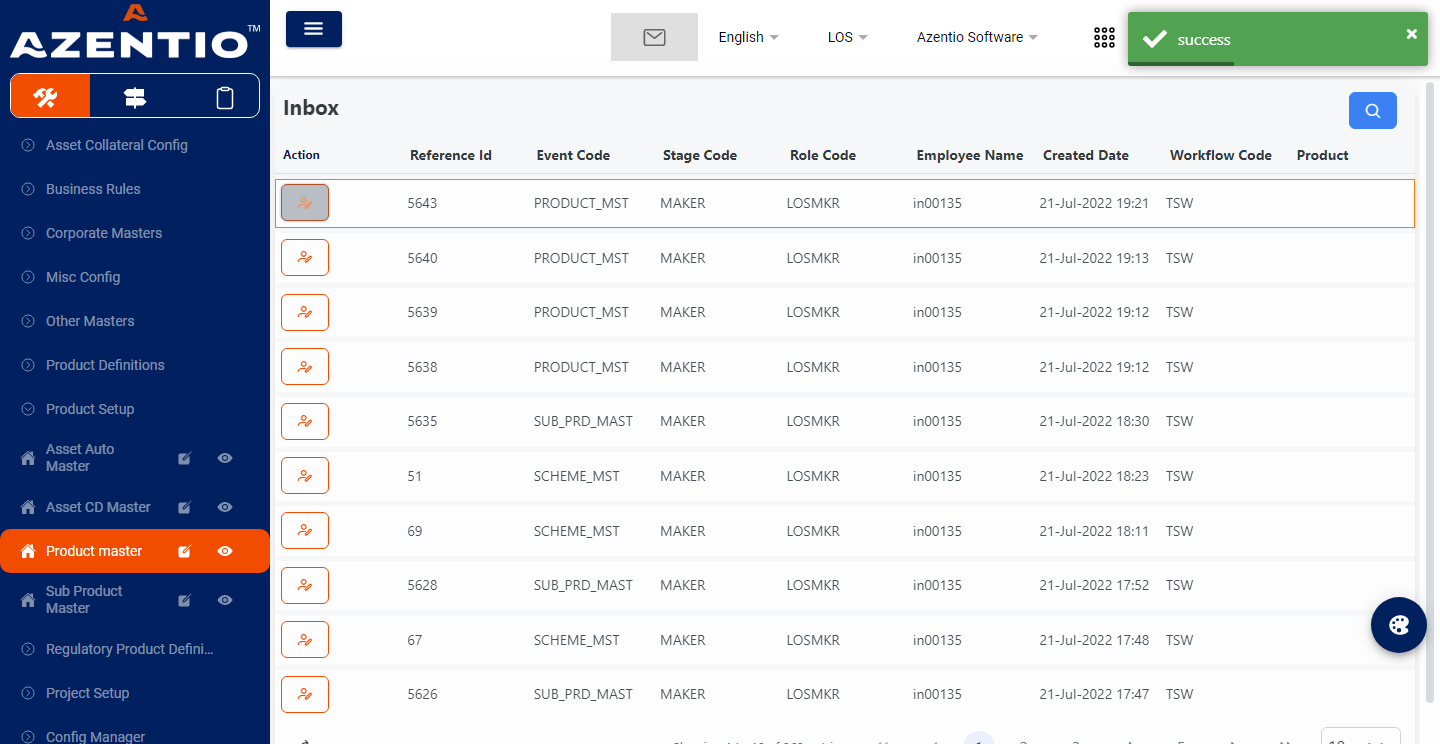 AZENTIO™
English
LOS
Azentio Software
success
×
Asset Collateral Config
Business Rules
Corporate Masters
Misc Config
Other Masters
Product Definitions
Product Setup
Asset Auto
Master
Asset CD Master
Product master
Sub Product
Master
Regulatory Product Defini...
Project Setup
Config Manager
Inbox
Action Reference Id Event Code Stage Code Role Code Employee Name Created Date Workflow Code Product
5643 PRODUCT_MST MAKER LOSMKR in00135 21-Jul-2022 19:21 TSW
5640 PRODUCT_MST MAKER LOSMKR in00135 21-Jul-2022 19:13 TSW
5639 PRODUCT_MST MAKER LOSMKR in00135 21-Jul-2022 19:12 TSW
5638 PRODUCT_MST MAKER LOSMKR in00135 21-Jul-2022 19:12 TSW
5635 SUB_PRD_MAST MAKER LOSMKR in00135 21-Jul-2022 18:30 TSW
51 SCHEME_MST MAKER LOSMKR in00135 21-Jul-2022 18:23 TSW
69 SCHEME_MST MAKER LOSMKR in00135 21-Jul-2022 18:11 TSW
5628 SUB_PRD_MAST MAKER LOSMKR in00135 21-Jul-2022 17:52 TSW
67 SCHEME_MST MAKER LOSMKR in00135 21-Jul-2022 17:48 TSW
5626 SUB_PRD_MAST MAKER LOSMKR in00135 21-Jul-2022 17:47 TSW